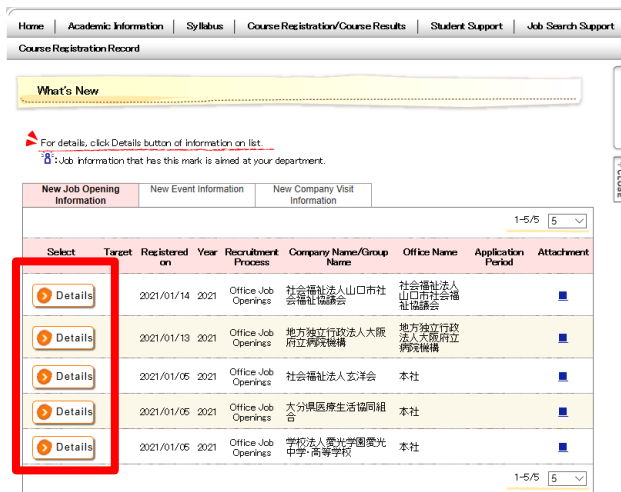 Home | Academic Information | Syllabus | Course Registration/Course Results | Student Support | Job Search Support
Course Registration Record
What's New
For details, click Details button of information on list.
:Job information that has this mark is aimed at your department.
New Job Opening Information
New Event Information
New Company Visit Information
1-5/5 5
Select Target Registered on Year Recruitment Process Company Name/Group Name Office Name Application Period Attachment
Details 2021/01/14 2021 Office Job Openings 社会福祉法人山口市社会福祉協議会 社会福祉法人山口市社会福祉協議会
Details 2021/01/13 2021 Office Job Openings 地方独立行政法人大阪府立病院機構 地方独立行政法人大阪府立病院機構
Details 2021/01/05 2021 Office Job Openings 社会福祉法人玄洋会 本社
Details 2021/01/05 2021 Office Job Openings 大分県医療生活協同組合 本社
Details 2021/01/05 2021 Office Job Openings 学校法人愛光学園愛光中学・高等学校 本社
1-5/5 5
CLOSE